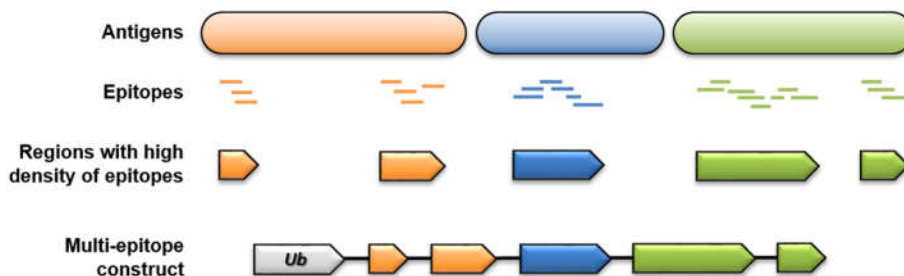 Antigens
Epitopes
Regions with high
density of epitopes
Multi-epitope
construct
Ub